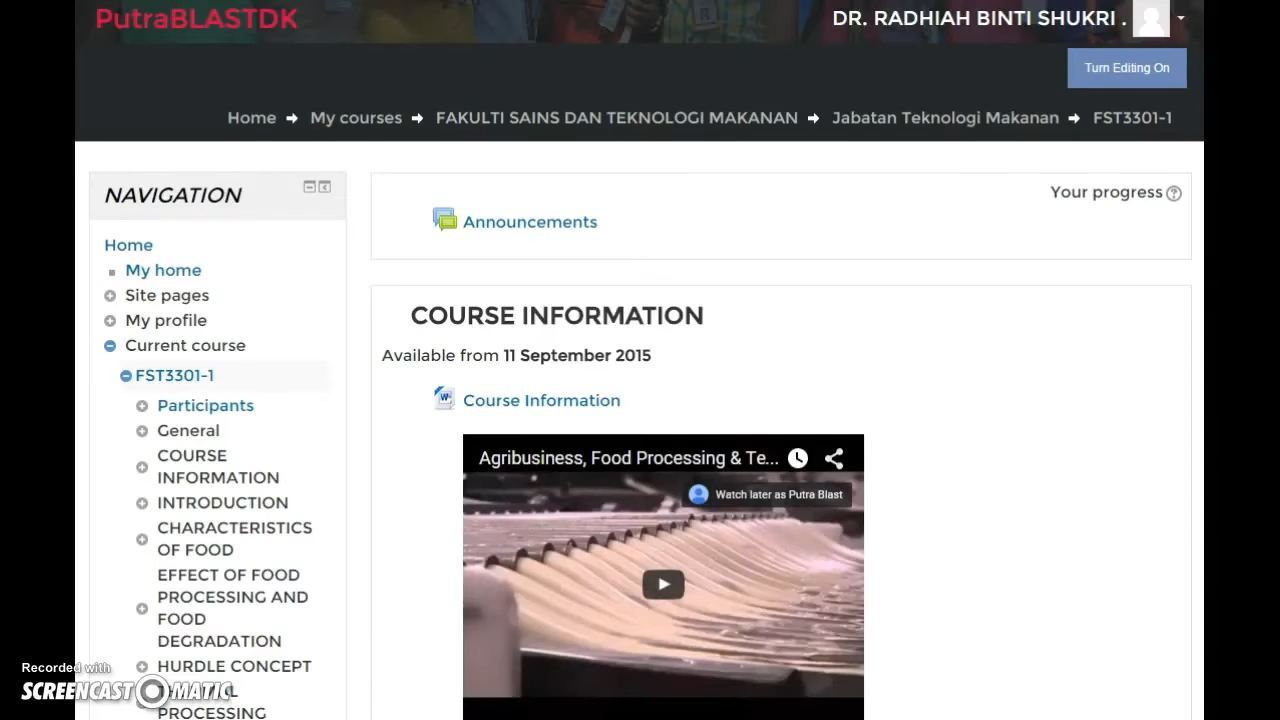 PutraBLASTDK
DR. RADHIAH BINTI SHUKRI .
Turn Editing On
Home My courses FAKULTI SAINS DAN TEKNOLOGI MAKANAN Jabatan Teknologi Makanan FST3301-1
NAVIGATION
Home
My home
Site pages
My profile
Current course
FST3301-1
Participants
General
COURSE
INFORMATION
INTRODUCTION
CHARACTERISTICS
OF FOOD
EFFECT OF FOOD
PROCESSING AND
FOOD
DEGRADATION
HURDLE CONCEPT
PROCESSING
Your progress
Announcements
COURSE INFORMATION
Available from 11 September 2015
Course Information
Agribusiness, Food Processing & Te...
Watch later as Putra Blast
Recorded with
SCREENCAST-O-MATIC